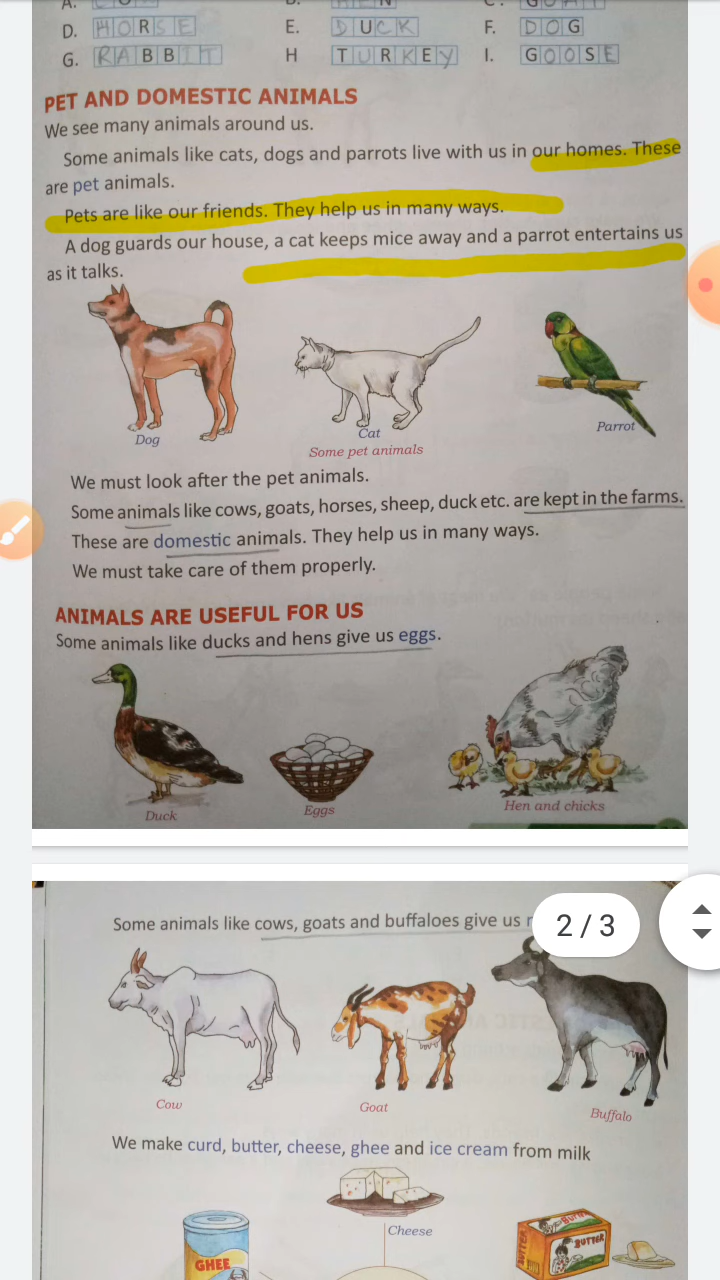 A.
D. HORSE E. DUCK F. DOG
G. RABBIT H TURKEY I. GOOSE
PET AND DOMESTIC ANIMALS
We see many animals around us.
Some animals like cats, dogs and parrots live with us in our homes. These
are pet animals.
Pets are like our friends. They help us in many ways.
A dog guards our house, a cat keeps mice away and a parrot entertains us
as it talks.
Dog
Cat
Parrot
Some pet animals
We must look after the pet animals.
Some animals like cows, goats, horses, sheep, duck etc. are kept in the farms.
These are domestic animals. They help us in many ways.
We must take care of them properly.
ANIMALS ARE USEFUL FOR US
Some animals like ducks and hens give us eggs.
Duck
Eggs
Hen and chicks
Some animals like cows, goats and buffaloes give us
2 / 3
Cow
Goat
Buffalo
We make curd, butter, cheese, ghee and ice cream from milk
Cheese
GHEE
BUTTER
BUTTER